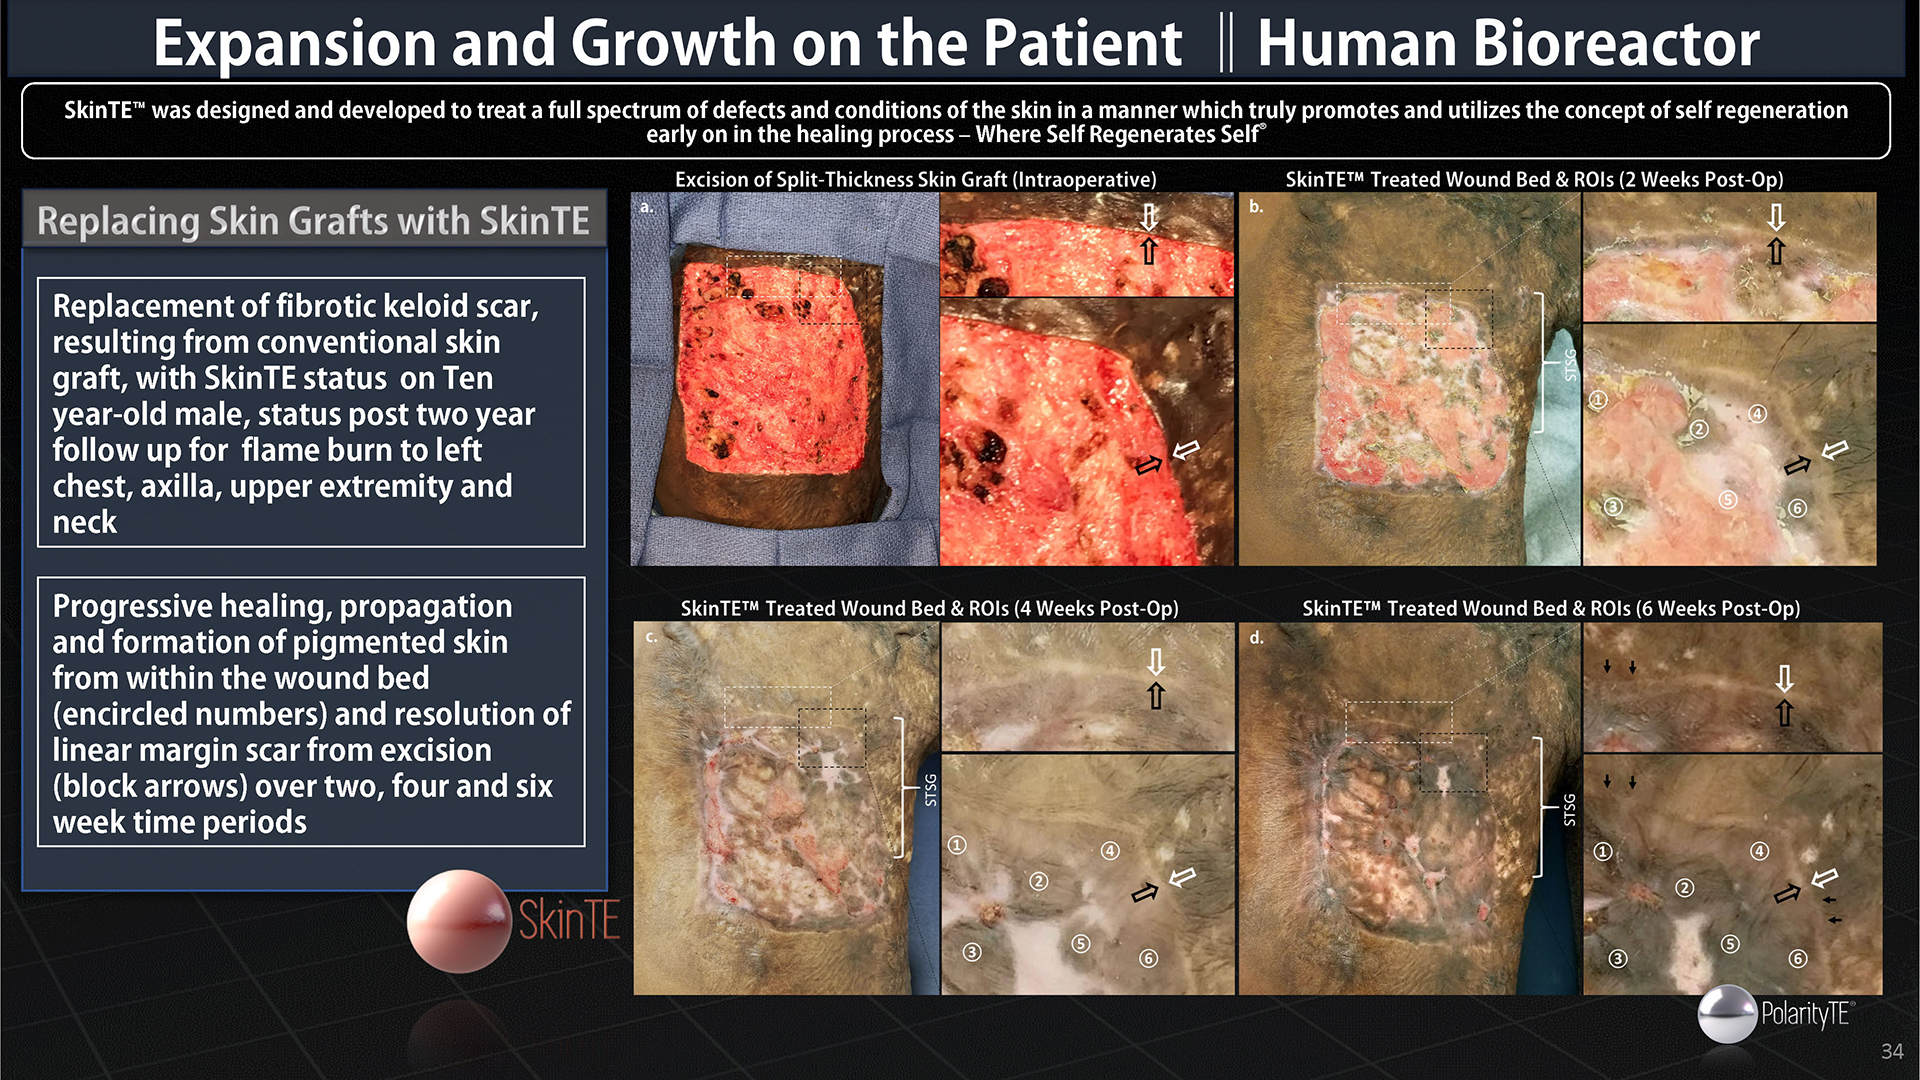 Expansion and Growth on the Patient || Human Bioreactor
SkinTE™ was designed and developed to treat a full spectrum of defects and conditions of the skin in a manner which truly promotes and utilizes the concept of self regeneration
early on in the healing process – Where Self Regenerates Self®
Replacing Skin Grafts with SkinTE
Replacement of fibrotic keloid scar,
resulting from conventional skin
graft, with SkinTE status on Ten
year-old male, status post two year
follow up for flame burn to left
chest, axilla, upper extremity and
neck
Progressive healing, propagation
and formation of pigmented skin
from within the wound bed
(encircled numbers) and resolution of
linear margin scar from excision
(block arrows) over two, four and six
week time periods
SkinTE
Excision of Split-Thickness Skin Graft (Intraoperative)
a.
SkinTE™ Treated Wound Bed & ROIs (2 Weeks Post-Op)
b.
STSG
①
②
③
④
⑤
⑥
SkinTE™ Treated Wound Bed & ROIs (4 Weeks Post-Op)
c.
STSG
①
②
③
④
⑤
⑥
SkinTE™ Treated Wound Bed & ROIs (6 Weeks Post-Op)
d.
STSG
①
②
③
④
⑤
⑥
PolarityTE®
34